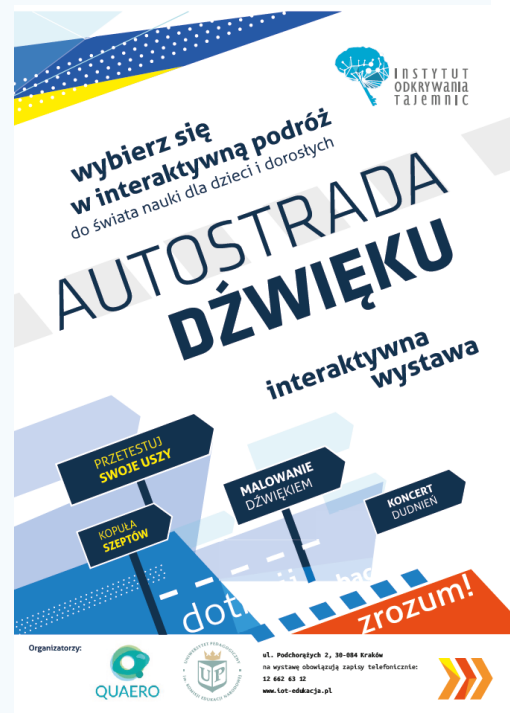 INSTYTUT
ODKRYWANIA
TAJEMNIC
wybierz się
w interaktywną podróż
do świata nauki dla dzieci i dorosłych
AUTOSTRADA
DŹWIĘKU
interaktywna
wystawa
PRZETESTUJ
SWOJE USZY
MALOWANIE
DŹWIĘKIEM
KONCERT
DUDNIEŃ
KOPUŁA
SZEPTÓW
zrozum!
Organizatorzy:
QUAERO
UP
ul. Podchorążych 2, 30-084 Kraków
na wystawę obowiązują zapisy telefonicznie:
12 662 63 12
www.iot-edukacja.pl